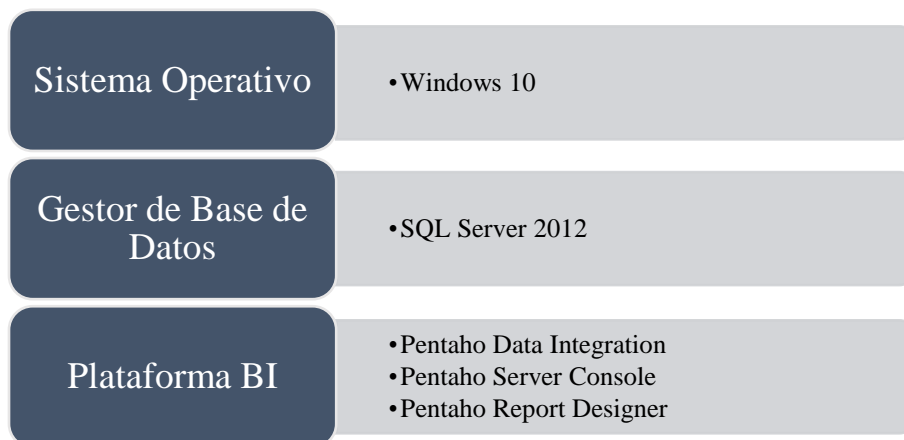 Sistema Operativo
•Windows 10
Gestor de Base de
Datos
•SQL Server 2012
Plataforma BI
•Pentaho Data Integration
•Pentaho Server Console
•Pentaho Report Designer